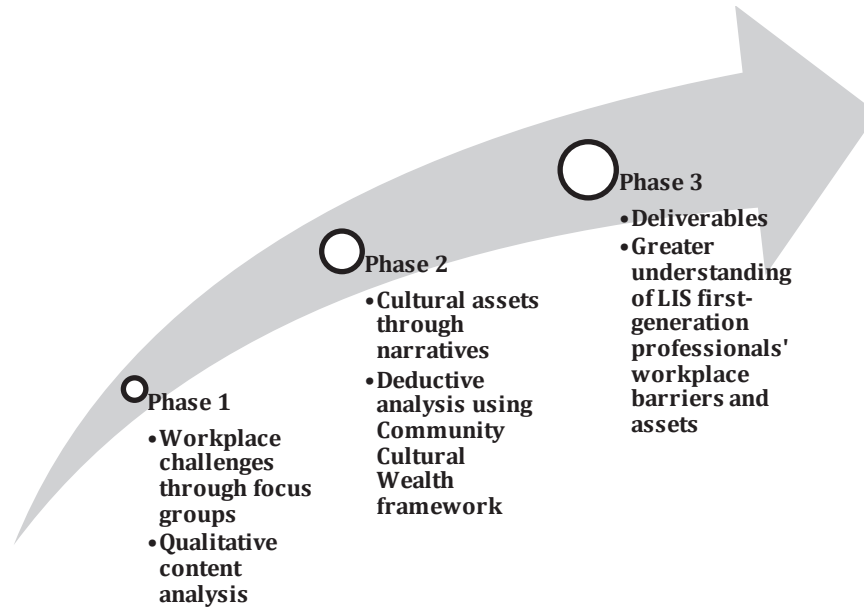 Phase 1
•Workplace
challenges
through focus
groups
•Qualitative
content
analysis
Phase 2
•Cultural assets
through
narratives
•Deductive
analysis using
Community
Cultural
Wealth
framework
Phase 3
•Deliverables
•Greater
understanding
of LIS first-
generation
professionals'
workplace
barriers and
assets